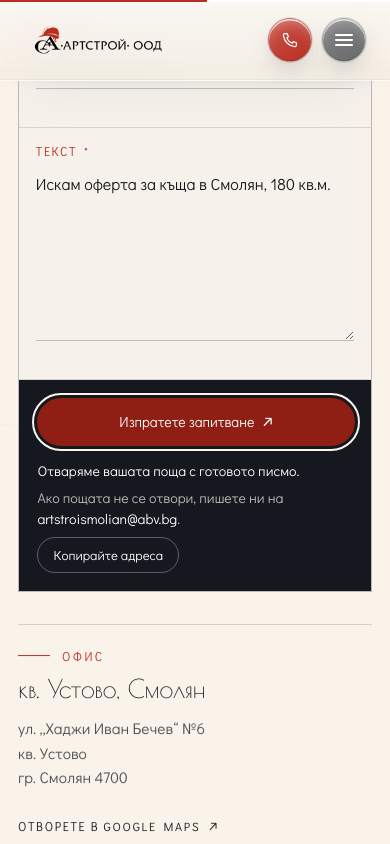 АРТСТРОЙ· ООД
ТЕКСТ *
Искам оферта за къща в Смолян, 180 кв.м.
Изпратете запитване ↗
Отваряме вашата поща с готовото писмо.
Ако пощата не се отвори, пишете ни на
artstroismolian@abv.bg.
Копирайте адреса
ОФИС
кв. Устово, Смолян
ул. „Хаджи Иван Бечев“ №6
кв. Устово
гр. Смолян 4700
ОТВОРЕТЕ В GOOGLE MAPS ↗